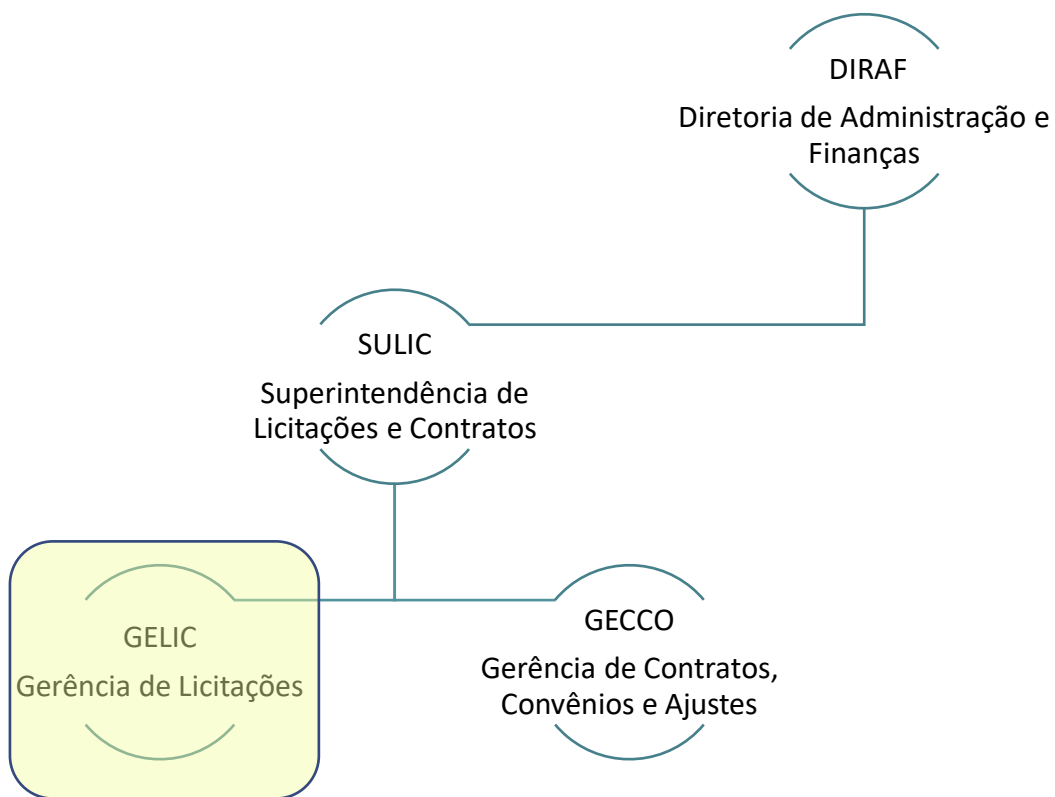 DIRAF
Diretoria de Administração e
Finanças
SULIC
Superintendência de
Licitações e Contratos
GELIC
Gerência de Licitações
GECCO
Gerência de Contratos,
Convênios e Ajustes